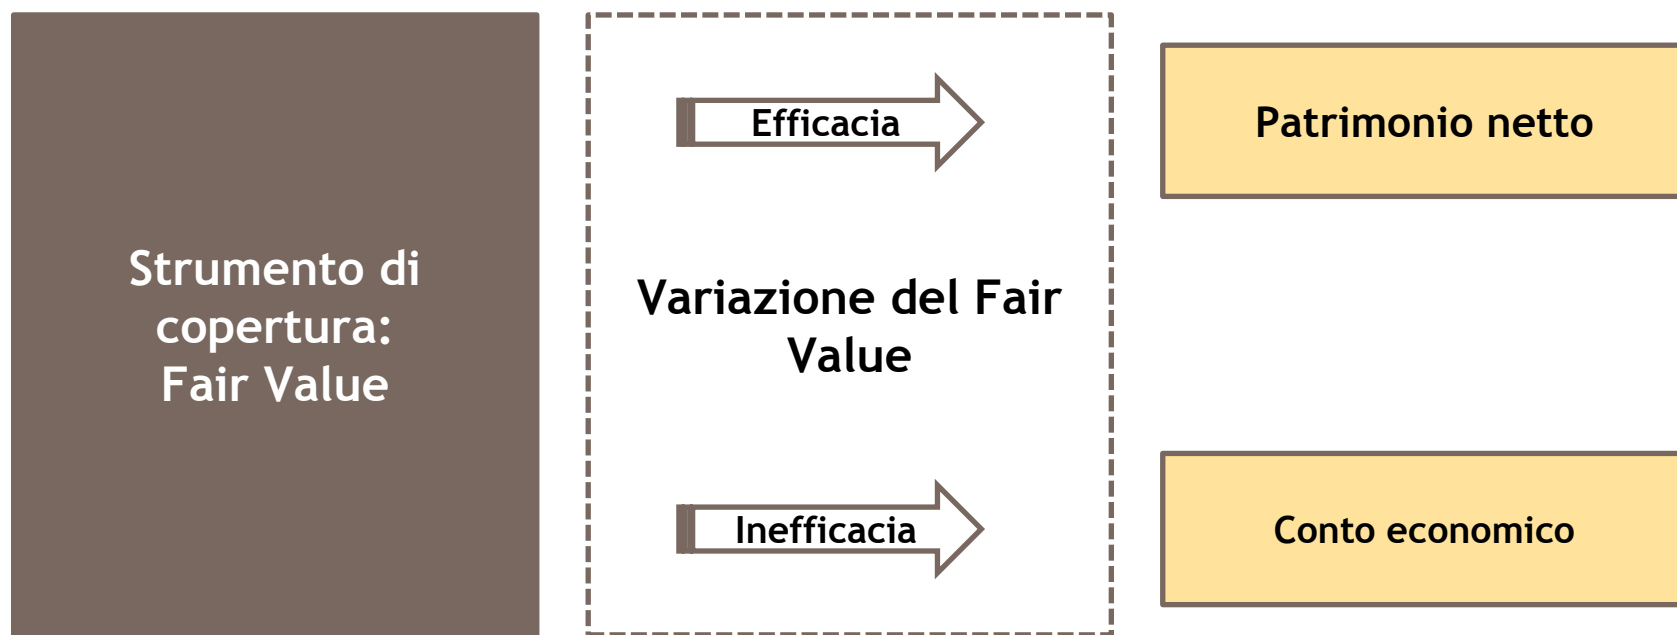 Strumento di
copertura:
Fair Value
Efficacia
Variazione del Fair
Value
Inefficacia
Patrimonio netto
Conto economico